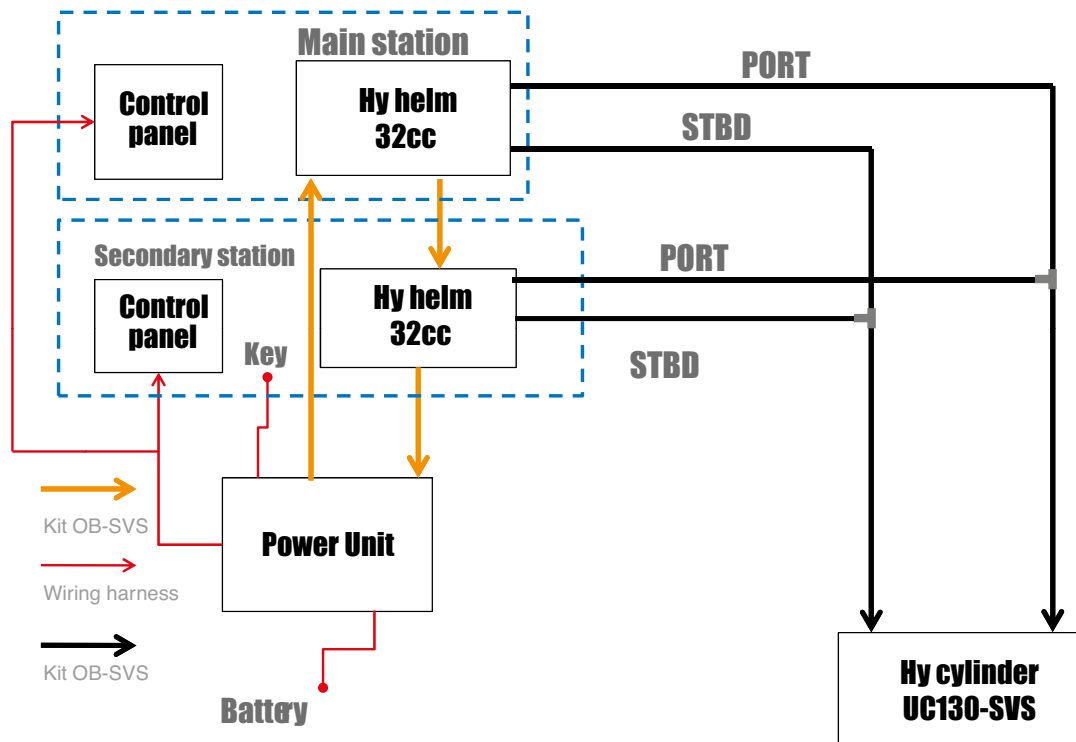 Main station
PORT
Control
panel
Hy helm
32cc
STBD
Secondary station
PORT
Control
panel
Hy helm
32cc
Key
STBD
Kit OB-SVS
Power Unit
Wiring harness
Kit OB-SVS
Hy cylinder
UC130-SVS
Battery